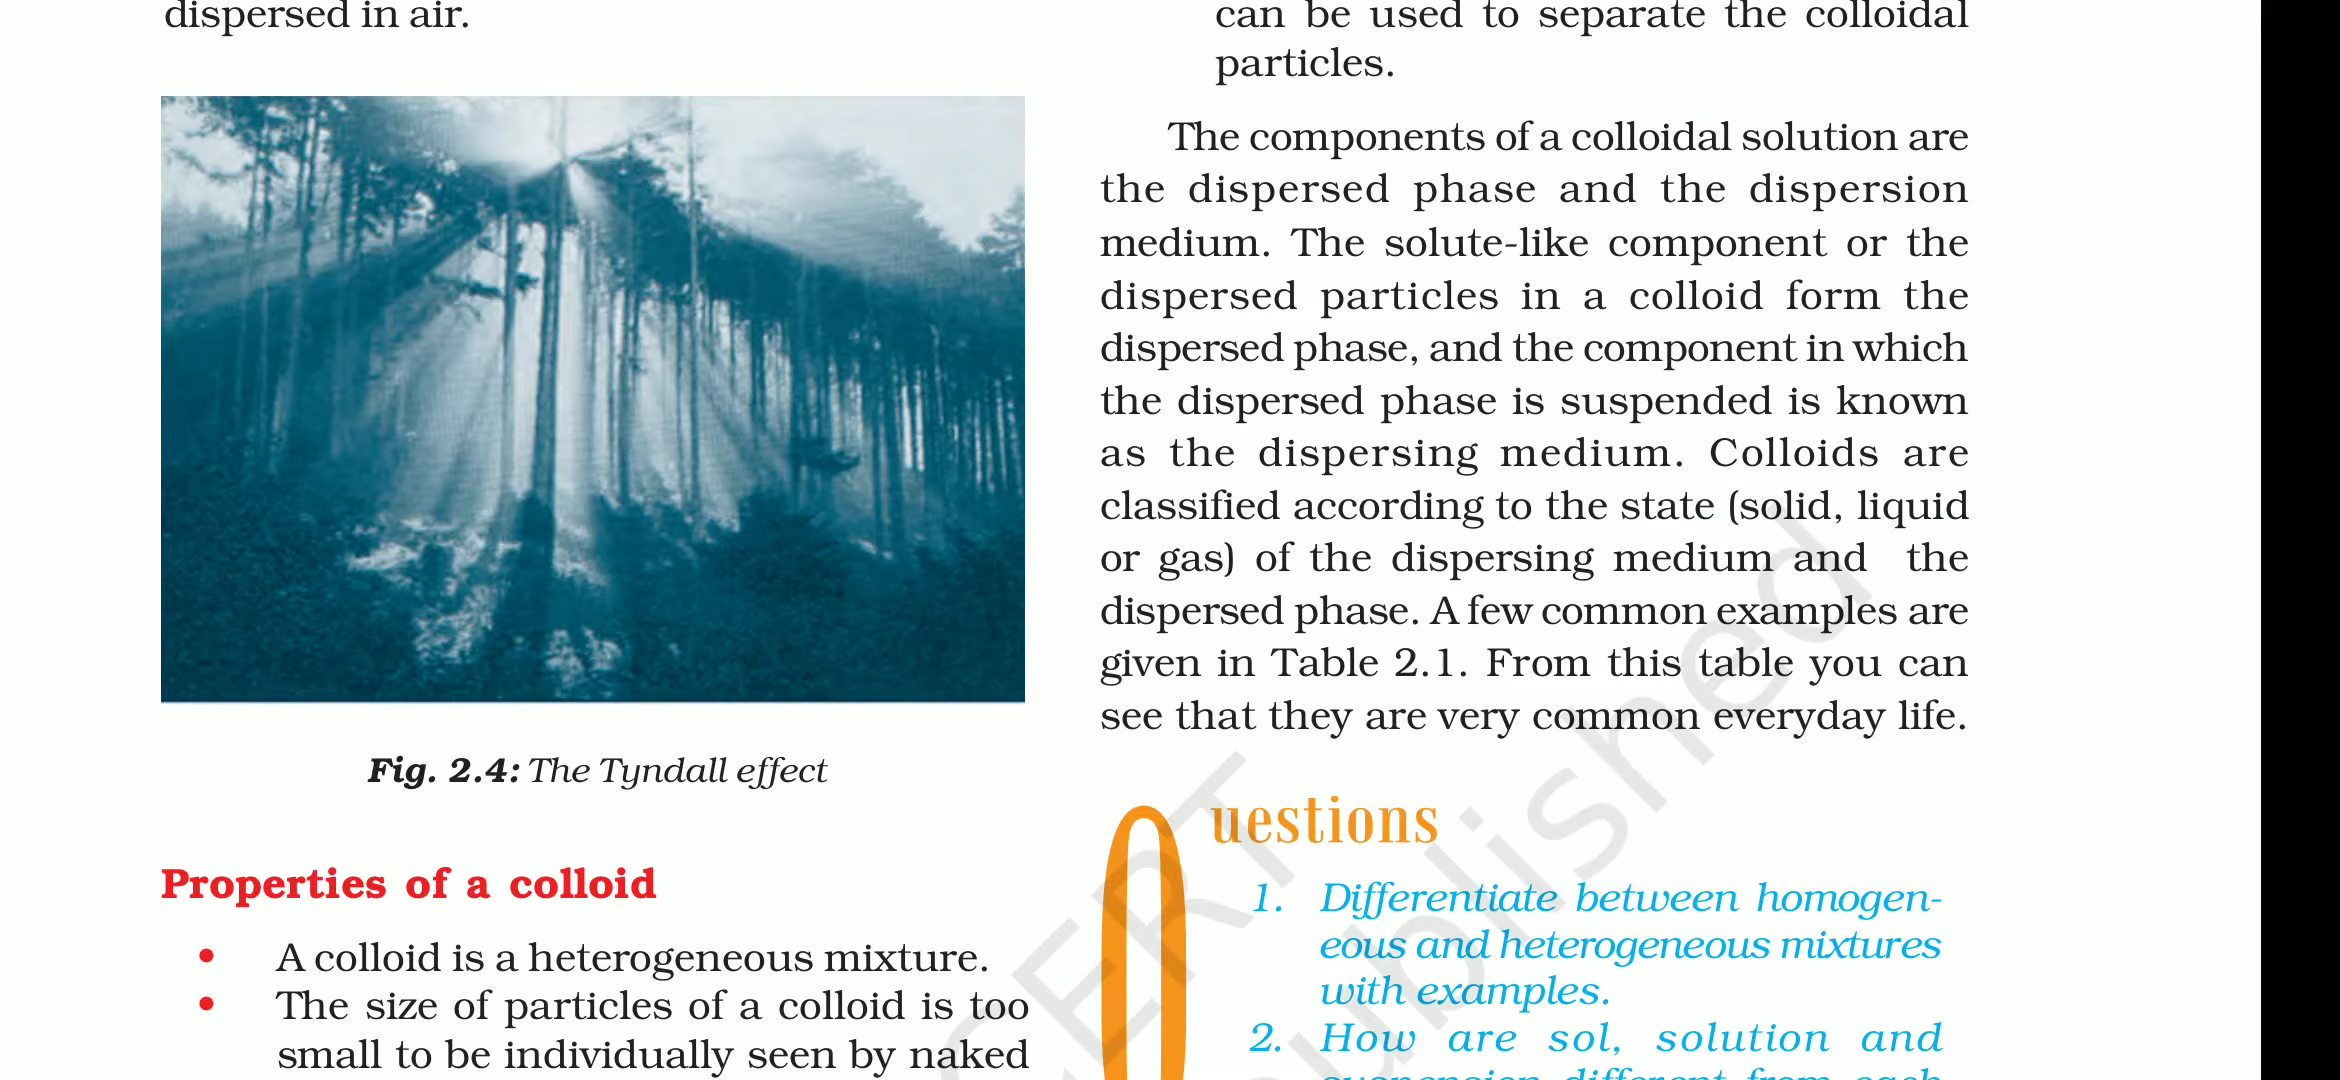 dispersed in air.
Fig. 2.4: The Tyndall effect
Properties of a colloid
• A colloid is a heterogeneous mixture.
• The size of particles of a colloid is too
small to be individually seen by naked
can be used to separate the colloidal
particles.
The components of a colloidal solution are
the dispersed phase and the dispersion
medium. The solute-like component or the
dispersed particles in a colloid form the
dispersed phase, and the component in which
the dispersed phase is suspended is known
as the dispersing medium. Colloids are
classified according to the state (solid, liquid
or gas) of the dispersing medium and the
dispersed phase. A few common examples are
given in Table 2.1. From this table you can
see that they are very common everyday life.
Questions
1. Differentiate between homogen-
eous and heterogeneous mixtures
with examples.
2. How are sol, solution and
suspension different from each